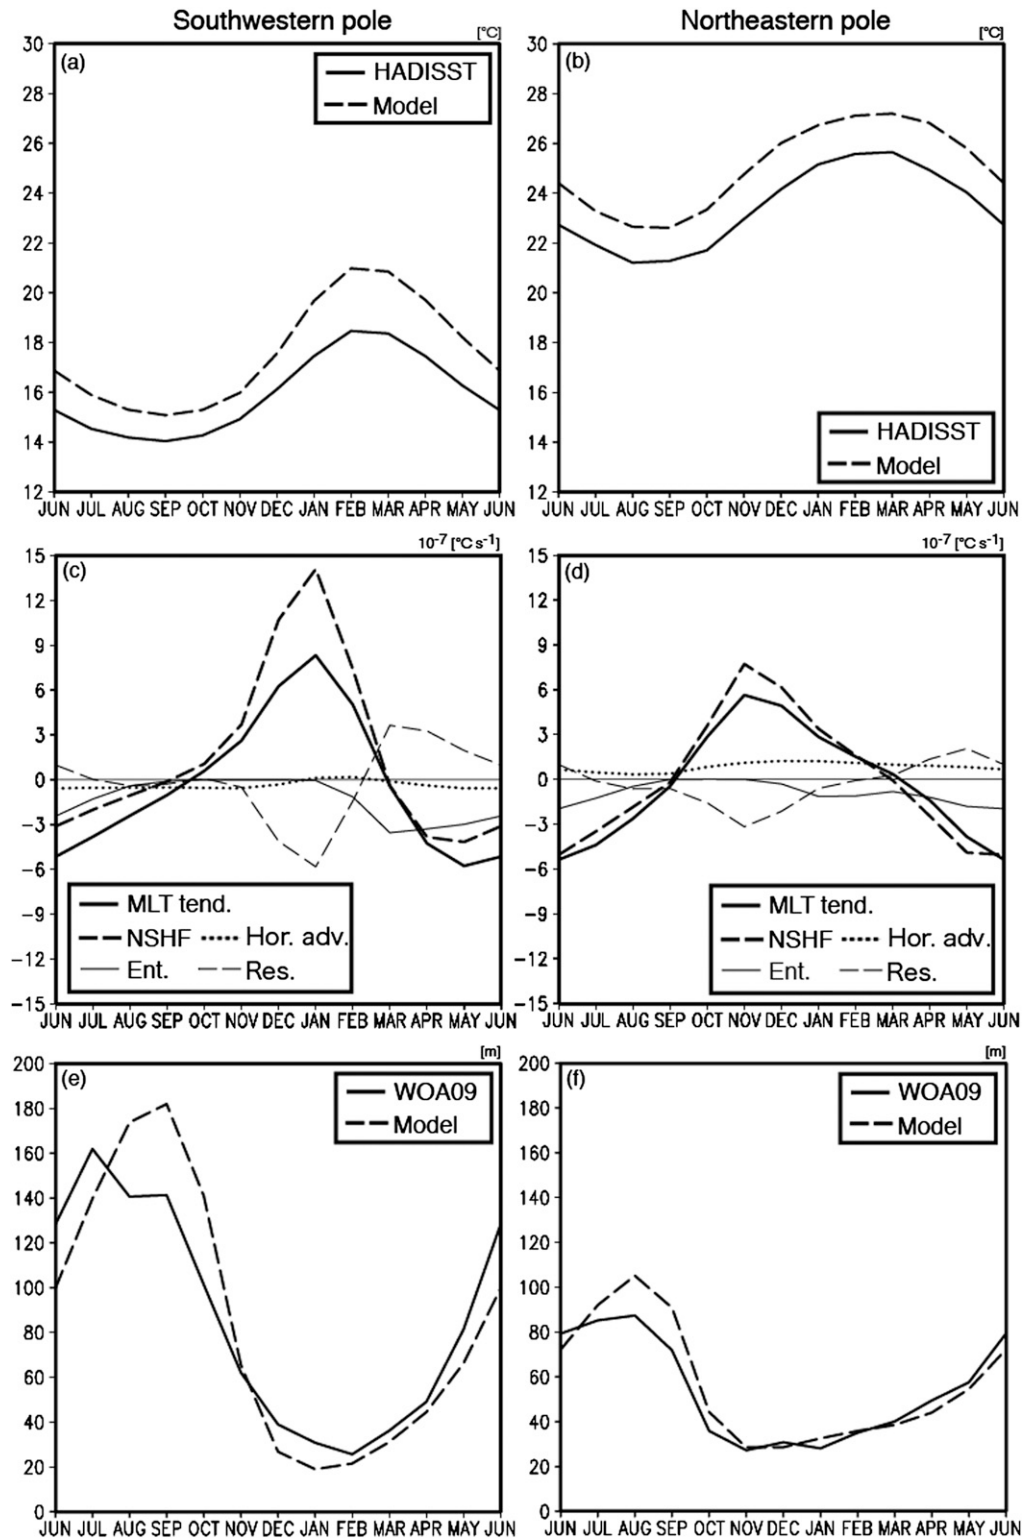 Southwestern pole
Northeastern pole
[°C]
[°C]
(a)
HADISST
Model
30
28
26
24
22
20
18
16
14
12
JUN JUL AUG SEP OCT NOV DEC JAN FEB MAR APR MAY JUN
(b)
HADISST
Model
30
28
26
24
22
20
18
16
14
12
JUN JUL AUG SEP OCT NOV DEC JAN FEB MAR APR MAY JUN
10-7 [°C s-1]
(c)
15
12
9
6
3
0
-3
-6
-9
-12
-15
MLT tend.
NSHF Hor. adv.
Ent. Res.
JUN JUL AUG SEP OCT NOV DEC JAN FEB MAR APR MAY JUN
10-7 [°C s-1]
(d)
15
12
9
6
3
0
-3
-6
-9
-12
-15
MLT tend.
NSHF Hor. adv.
Ent. Res.
JUN JUL AUG SEP OCT NOV DEC JAN FEB MAR APR MAY JUN
[m]
(e)
WOA09
Model
200
180
160
140
120
100
80
60
40
20
0
JUN JUL AUG SEP OCT NOV DEC JAN FEB MAR APR MAY JUN
[m]
(f)
WOA09
Model
200
180
160
140
120
100
80
60
40
20
0
JUN JUL AUG SEP OCT NOV DEC JAN FEB MAR APR MAY JUN